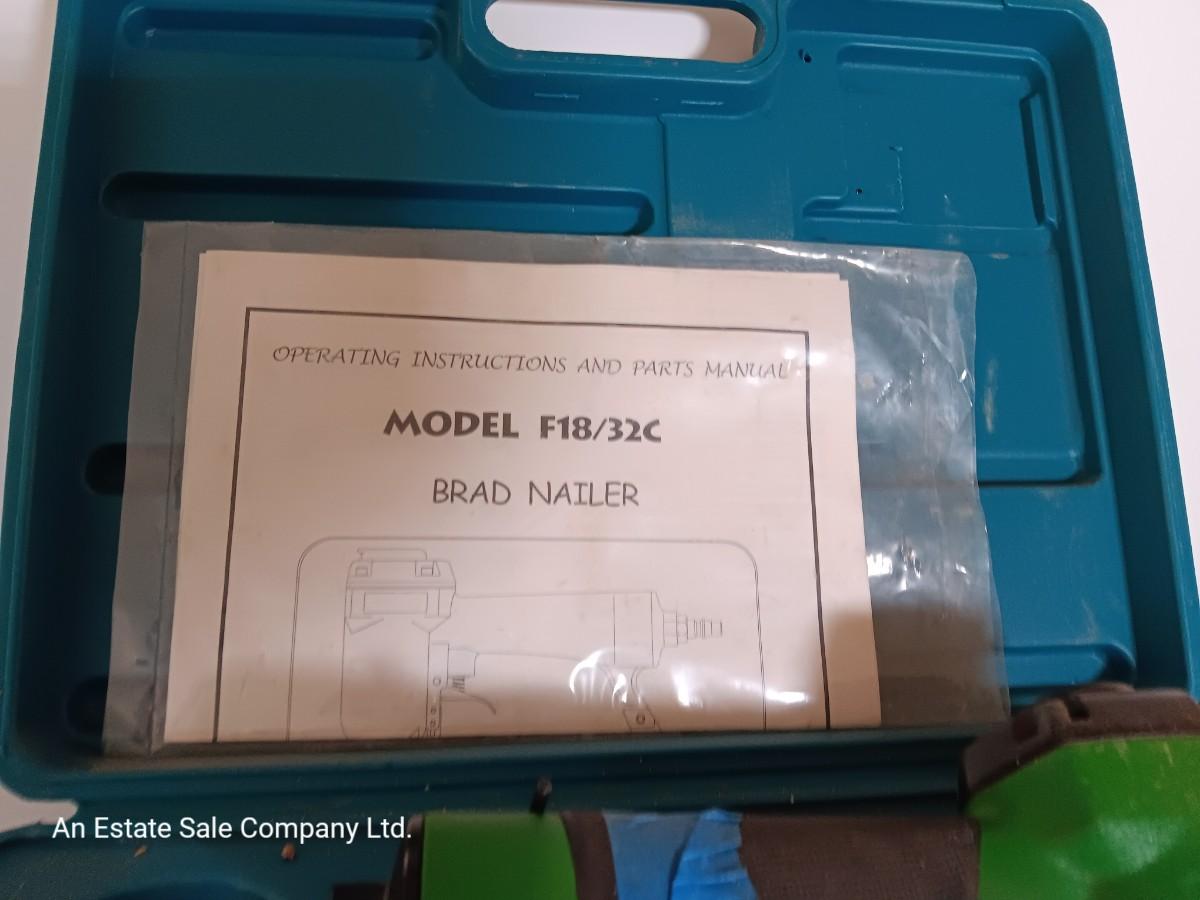 OPERATING INSTRUCTIONS AND PARTS MANUAL
MODEL F18/32C
BRAD NAILER
An Estate Sale Company Ltd.